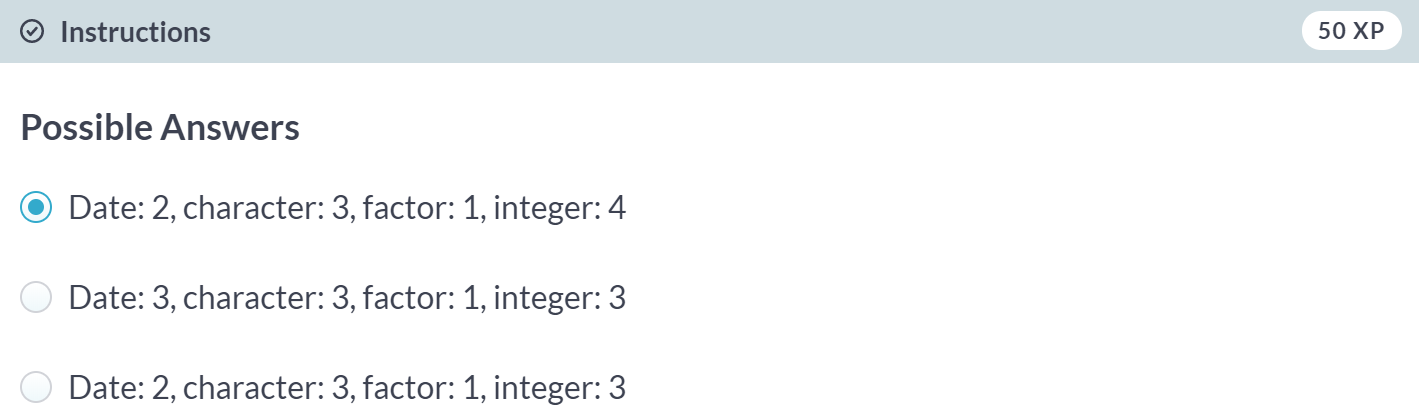 Instructions
50 XP
Possible Answers
Date: 2, character: 3, factor: 1, integer: 4
Date: 3, character: 3, factor: 1, integer: 3
Date: 2, character: 3, factor: 1, integer: 3